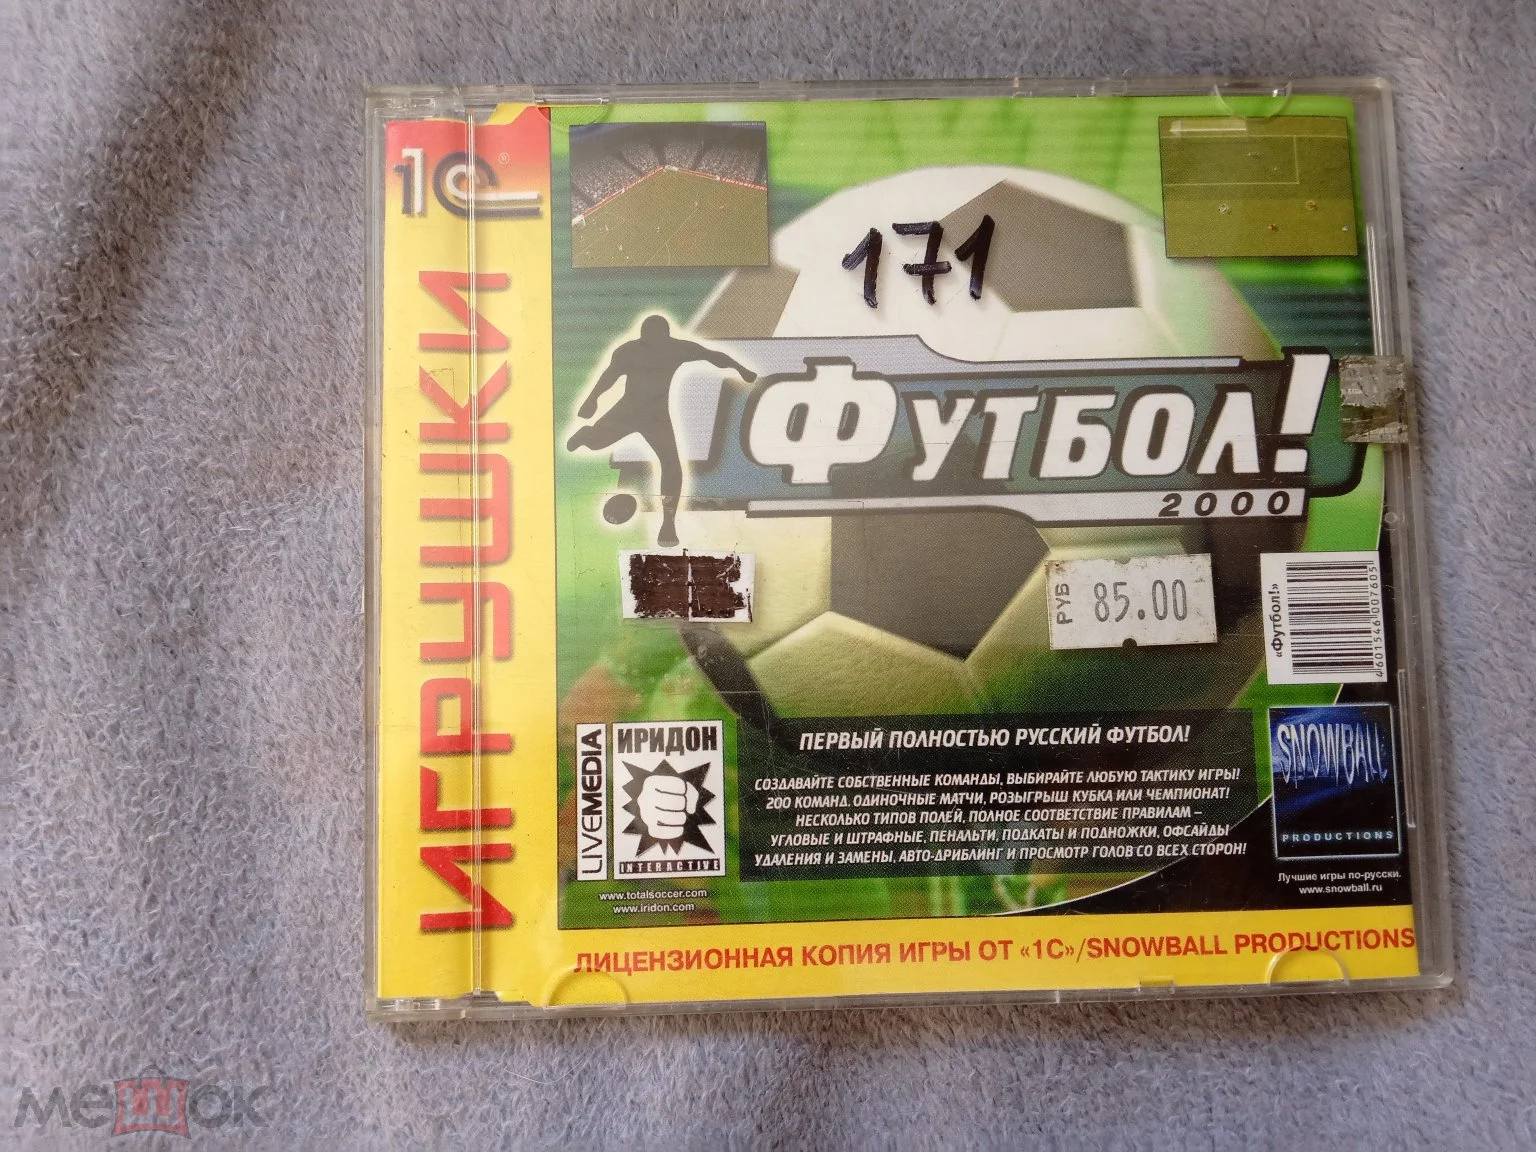 1С®
ИГРУШКИ
171
Футбол!
2000
РУБ
85.00
«Футбол!»
4601546007605
LIVEMEDIA
ИРИДОН
INTERACTIVE
www.totalsoccer.com
www.iridon.com
ПЕРВЫЙ ПОЛНОСТЬЮ РУССКИЙ ФУТБОЛ!
СОЗДАВАЙТЕ СОБСТВЕННЫЕ КОМАНДЫ, ВЫБИРАЙТЕ ЛЮБУЮ ТАКТИКУ ИГРЫ!
200 КОМАНД, ОДИНОЧНЫЕ МАТЧИ, РОЗЫГРЫШ КУБКА ИЛИ ЧЕМПИОНАТ!
НЕСКОЛЬКО ТИПОВ ПОЛЕЙ, ПОЛНОЕ СООТВЕТСТВИЕ ПРАВИЛАМ –
УГЛОВЫЕ И ШТРАФНЫЕ, ПЕНАЛЬТИ, ПОДКАТЫ И ПОДНОЖКИ, ОФСАЙДЫ
УДАЛЕНИЯ И ЗАМЕНЫ, АВТО-ДРИБЛИНГ И ПРОСМОТР ГОЛОВ СО ВСЕХ СТОРОН!
SNOWBALL
PRODUCTIONS
Лучшие игры по-русски.
www.snowball.ru
ЛИЦЕНЗИОННАЯ КОПИЯ ИГРЫ ОТ «1С»/SNOWBALL PRODUCTIONS
мешок